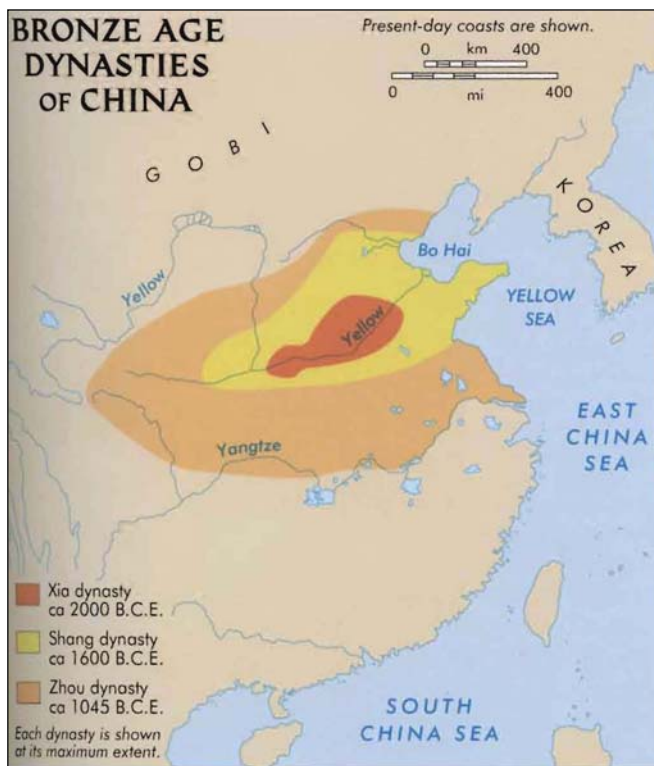 BRONZE AGE
DYNASTIES
OF CHINA
Present-day coasts are shown.
0 km 400
0 mi 400
GOBI
KOREA
Bo Hai
Yellow
Yellow
YELLOW
SEA
EAST
CHINA
SEA
Yangtze
Xia dynasty
ca 2000 B.C.E.
Shang dynasty
ca 1600 B.C.E.
Zhou dynasty
ca 1045 B.C.E.
Each dynasty is shown
at its maximum extent.
SOUTH
CHINA SEA